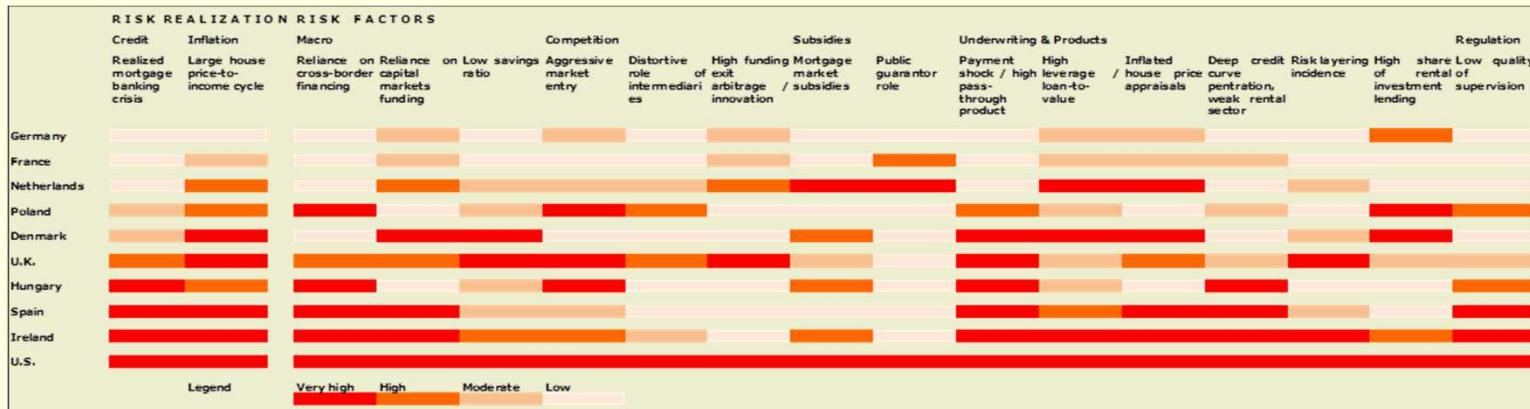 RISK REALIZATION RISK FACTORS
Credit Inflation Macro Competition Subsidies Underwriting & Products Regulation
Realized mortgage banking crisis
Large house price-to-income cycle
Reliance on cross-border financing
Reliance on capital markets funding
Low savings ratio
Aggressive market entry
Distortive role of intermediari es
High funding exit arbitrage / innovation
Mortgage market subsidies
Public guarantor role
Payment shock / high pass-through product
High leverage / loan-to-value
Inflated house price appraisals
Deep credit curve pentration, weak rental sector
Risk layering incidence
High share of rental investment lending
Low quality of supervision
Germany
France
Netherlands
Poland
Denmark
U.K.
Hungary
Spain
Ireland
U.S.
Legend Very high High Moderate Low